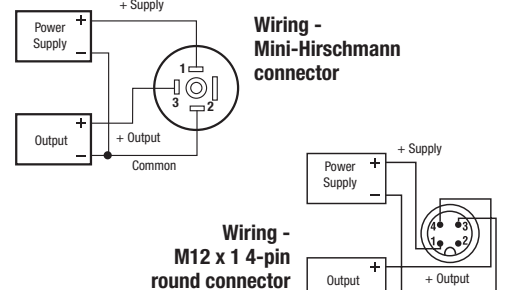 + Supply
Power
Supply
+
–
Wiring -
Mini-Hirschmann
connector
1
3
2
Output
+
–
+ Output
Common
+ Supply
Power
Supply
+
–
4
3
1
2
Wiring -
M12 x 1 4-pin
round connector
Output
+
+ Output